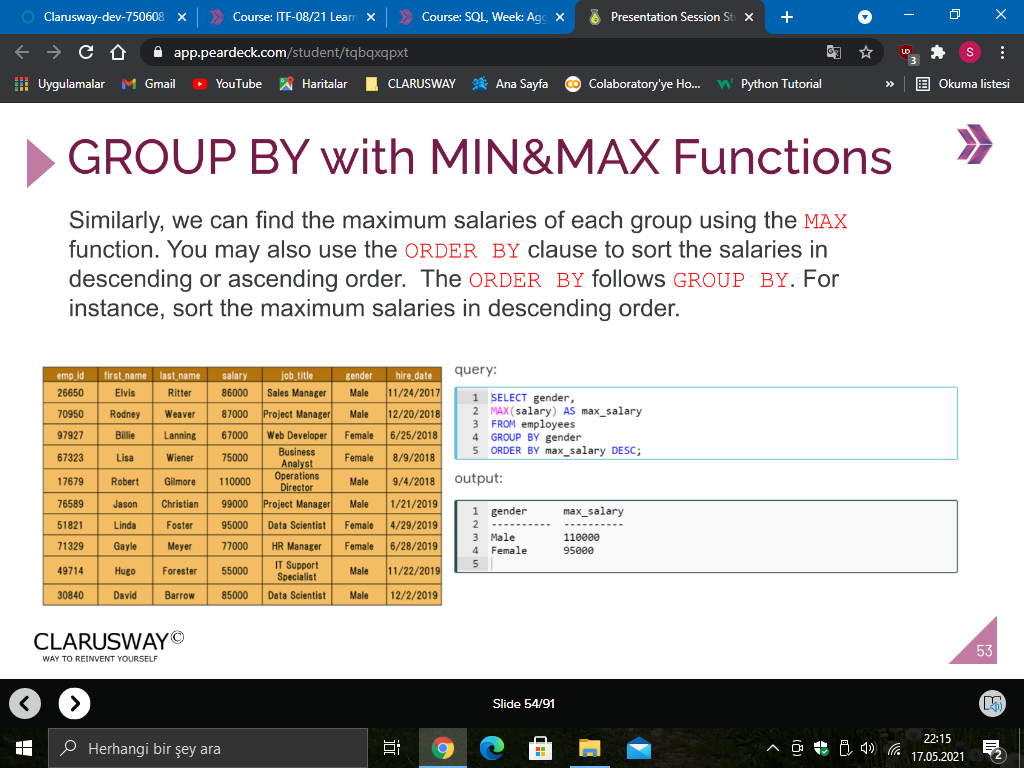 Clarusway-dev-750608
Course: ITF-08/21 Learn
Course: SQL, Week: Agg
Presentation Session St
app.peardeck.com/student/tqbqxqpxt
UD
3
S
Uygulamalar
Gmail
YouTube
Haritalar
CLARUSWAY
Ana Sayfa
Colaboratory'ye Ho...
Python Tutorial
»
Okuma listesi
GROUP BY with MIN&MAX Functions
Similarly, we can find the maximum salaries of each group using the MAX
function. You may also use the ORDER BY clause to sort the salaries in
descending or ascending order. The ORDER BY follows GROUP BY. For
instance, sort the maximum salaries in descending order.
emp_id first_name last_name salary job_title gender hire_date
26650 Elvis Ritter 86000 Sales Manager Male 11/24/2017
70950 Rodney Weaver 87000 Project Manager Male 12/20/2018
97927 Billie Lanning 67000 Web Developer Female 6/25/2018
67323 Lisa Wiener 75000 Business Analyst Female 8/9/2018
17679 Robert Gilmore 110000 Operations Director Male 9/4/2018
76589 Jason Christian 99000 Project Manager Male 1/21/2019
51821 Linda Foster 95000 Data Scientist Female 4/29/2019
71329 Gayle Meyer 77000 HR Manager Female 6/28/2019
49714 Hugo Forester 55000 IT Support Specialist Male 11/22/2019
30840 David Barrow 85000 Data Scientist Male 12/2/2019
query:
1 SELECT gender,
2 MAX(salary) AS max_salary
3 FROM employees
4 GROUP BY gender
5 ORDER BY max_salary DESC;
output:
1 gender max_salary
2 ---------- ----------
3 Male 110000
4 Female 95000
5
CLARUSWAY©
WAY TO REINVENT YOURSELF
53
Slide 54/91
Herhangi bir şey ara
22:15
17.05.2021
2